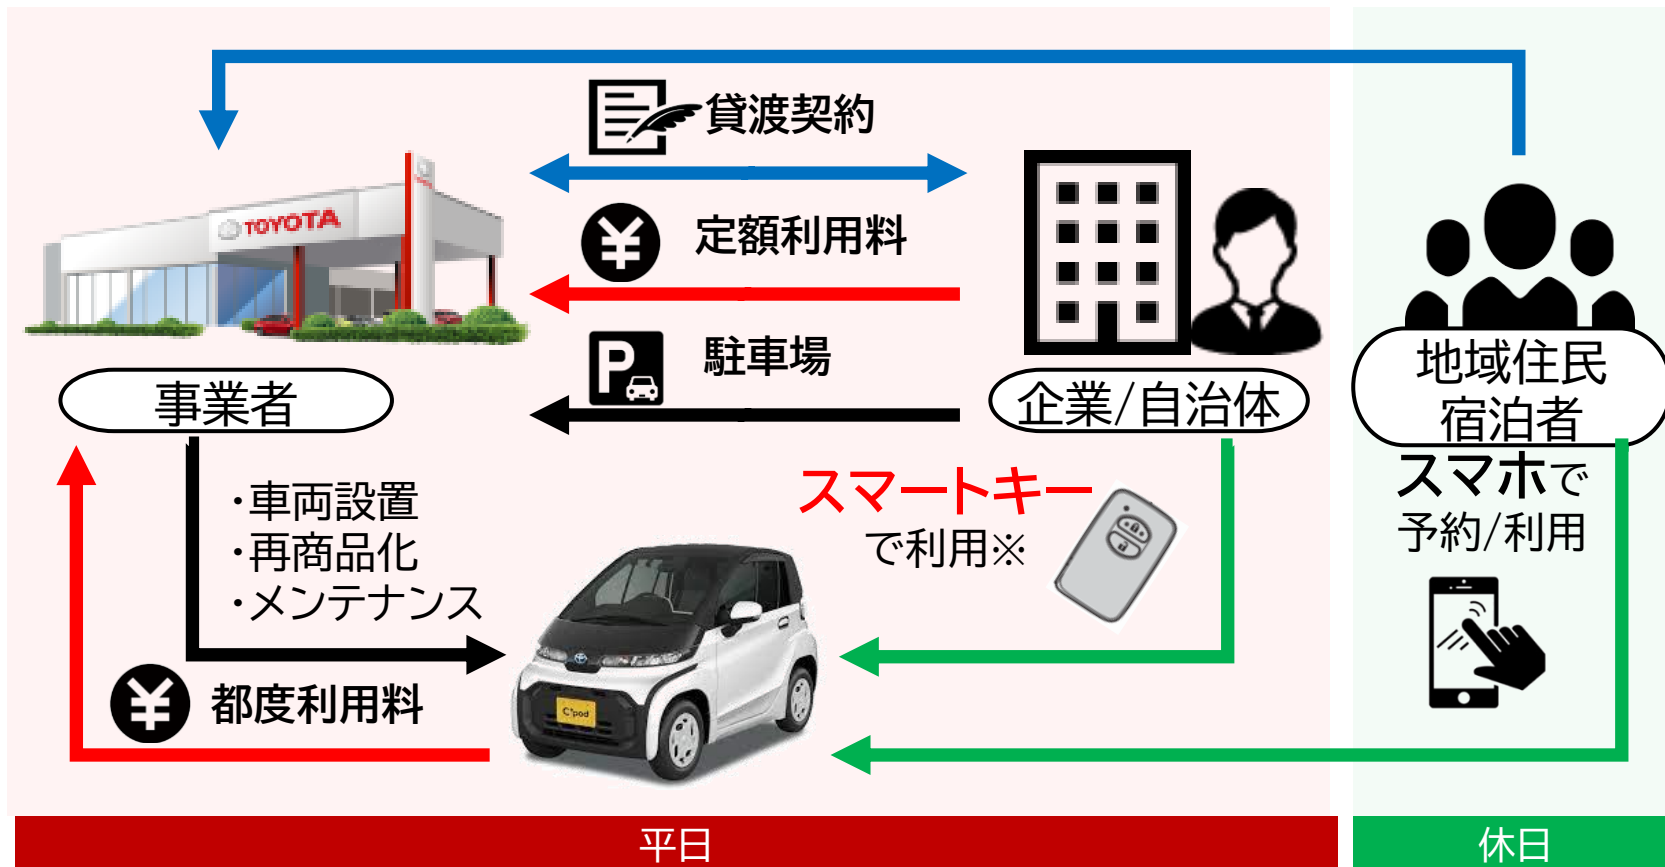 貸渡契約
TOYOTA
定額利用料
P
駐車場
事業者
企業/自治体
地域住民
宿泊者
・車両設置
・再商品化
・メンテナンス
スマートキー
で利用※
スマホで
予約/利用
都度利用料
C+pod
平日
休日